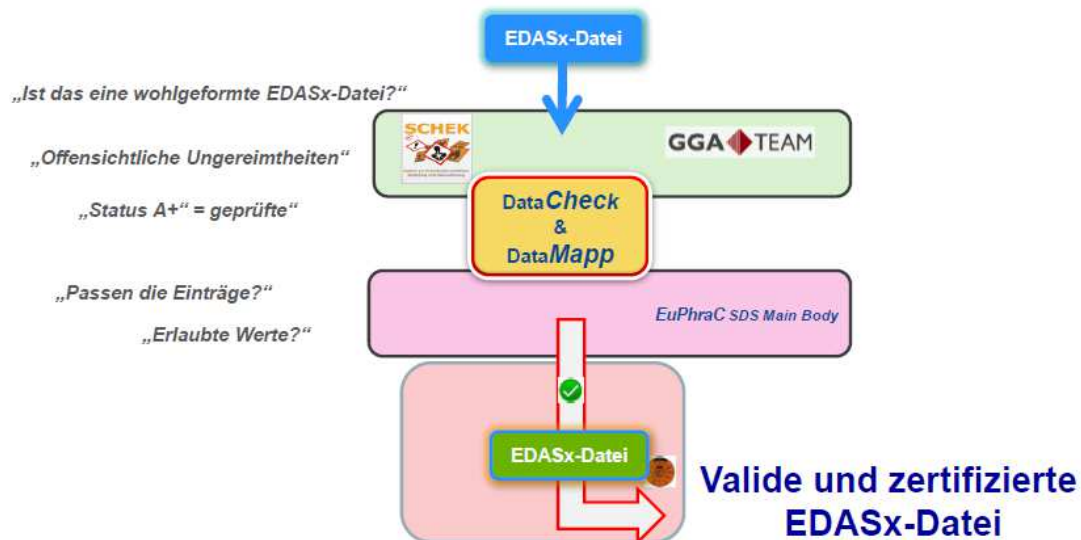 EDASx-Datei
„Ist das eine wohlgeformte EDASx-Datei?“
SCHEK
GGA TEAM
„Offensichtliche Ungereimtheiten“
„Status A+“ = geprüfte“
DataCheck
&
DataMapp
„Passen die Einträge?“
EuPhraC SDS Main Body
„Erlaubte Werte?“
EDASx-Datei
Valide und zertifizierte
EDASx-Datei